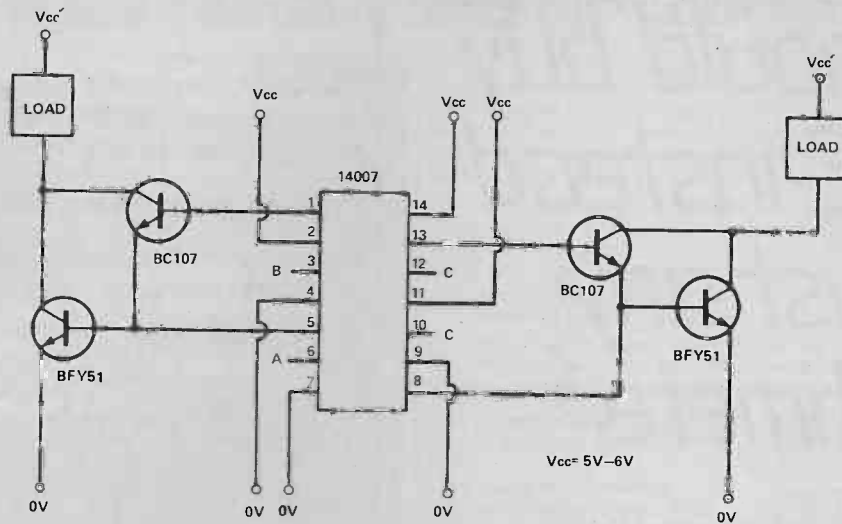 Vcc′
LOAD
Vcc
Vcc
Vcc
Vcc′
LOAD
14007
1
14
2
13
B
3
12
C
4
11
5
10
C
A
6
9
7
8
BC107
BFY51
BC107
BFY51
Vcc= 5V–6V
0V
0V
0V
0V
0V